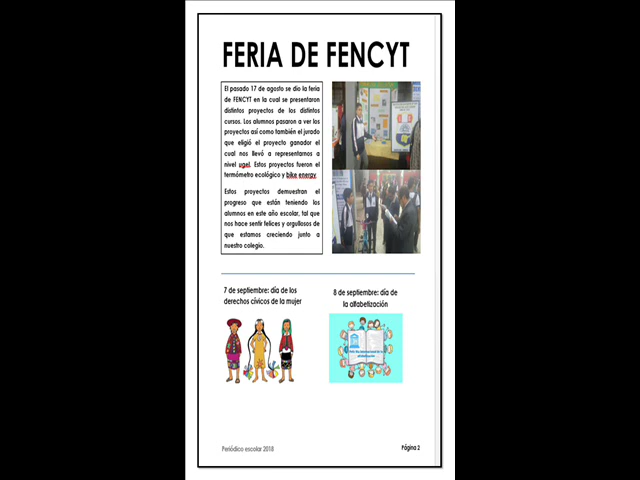 FERIA DE FENCYT
El pasado 17 de agosto se dio la feria
de FENCYT en la cual se presentaron
distintos proyectos de los distintos
cursos. Los alumnos pasaron a ver los
proyectos así como también el jurado
que eligió el proyecto ganador el
cual nos llevó a representarnos a
nivel ugel. Estos proyectos fueron el
termómetro ecológico y bike energy
Estos proyectos demuestran el
progreso que están teniendo los
alumnos en este año escolar, tal que
nos hace sentir felices y orgullosos de
que estamos creciendo junto a
nuestro colegio.
7 de septiembre: día de los
derechos cívicos de la mujer
8 de septiembre: día de
la alfabetización
Periódico escolar 2018
Página 2